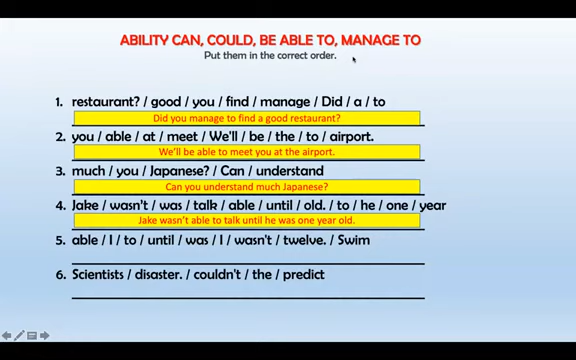 ABILITY CAN, COULD, BE ABLE TO, MANAGE TO
Put them in the correct order.
1. restaurant? / good / you / find / manage / Did / a / to
Did you manage to find a good restaurant?
2. you / able / at / meet / We'll / be / the / to / airport.
We'll be able to meet you at the airport.
3. much / you / Japanese? / Can / understand
Can you understand much Japanese?
4. Jake / wasn't / was / talk / able / until / old. / to / he / one / year
Jake wasn't able to talk until he was one year old.
5. able / I / to / until / was / I / wasn't / twelve. / Swim
6. Scientists / disaster. / couldn't / the / predict